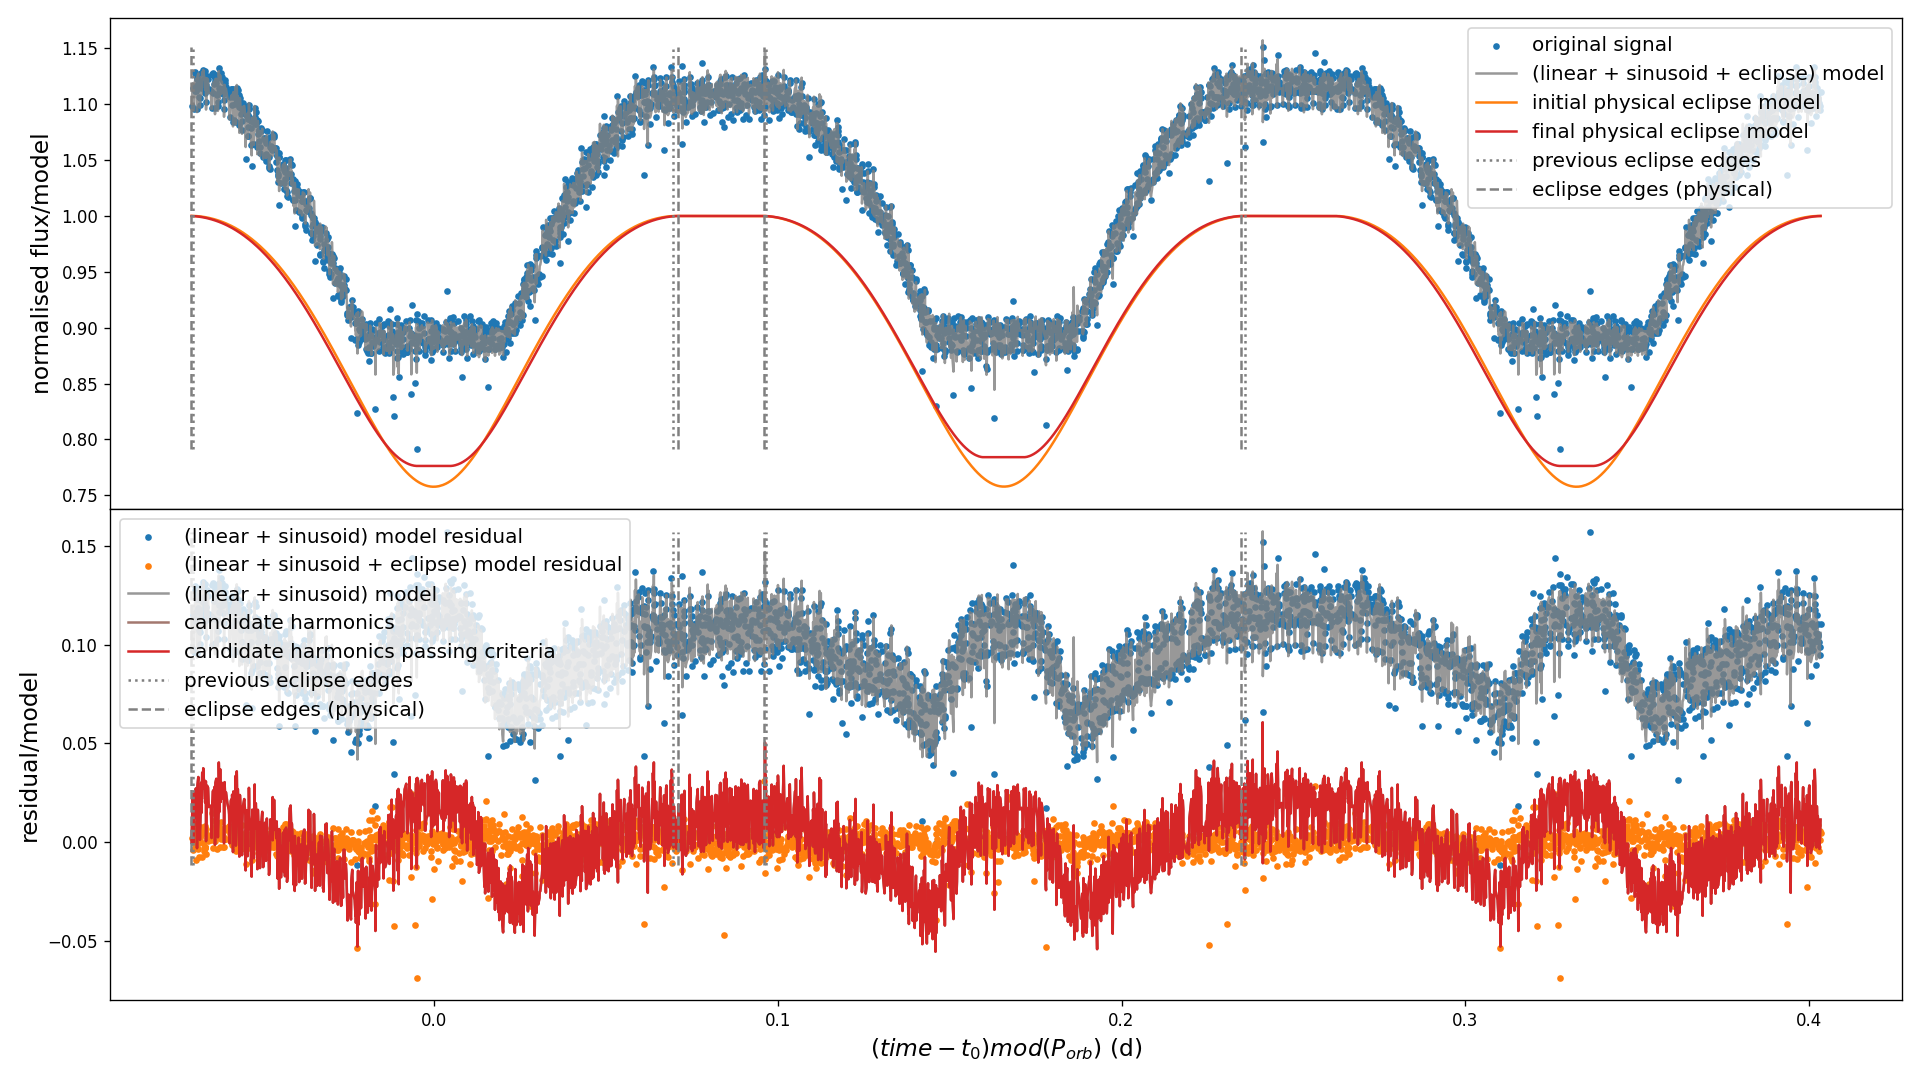 normalised flux/model
1.15
1.10
1.05
1.00
0.95
0.90
0.85
0.80
0.75
original signal
(linear + sinusoid + eclipse) model
initial physical eclipse model
final physical eclipse model
previous eclipse edges
eclipse edges (physical)
residual/model
0.15
0.10
0.05
0.00
−0.05
(linear + sinusoid) model residual
(linear + sinusoid + eclipse) model residual
(linear + sinusoid) model
candidate harmonics
candidate harmonics passing criteria
previous eclipse edges
eclipse edges (physical)
0.0 0.1 0.2 0.3 0.4
(time − t₀)mod(P_orb) (d)